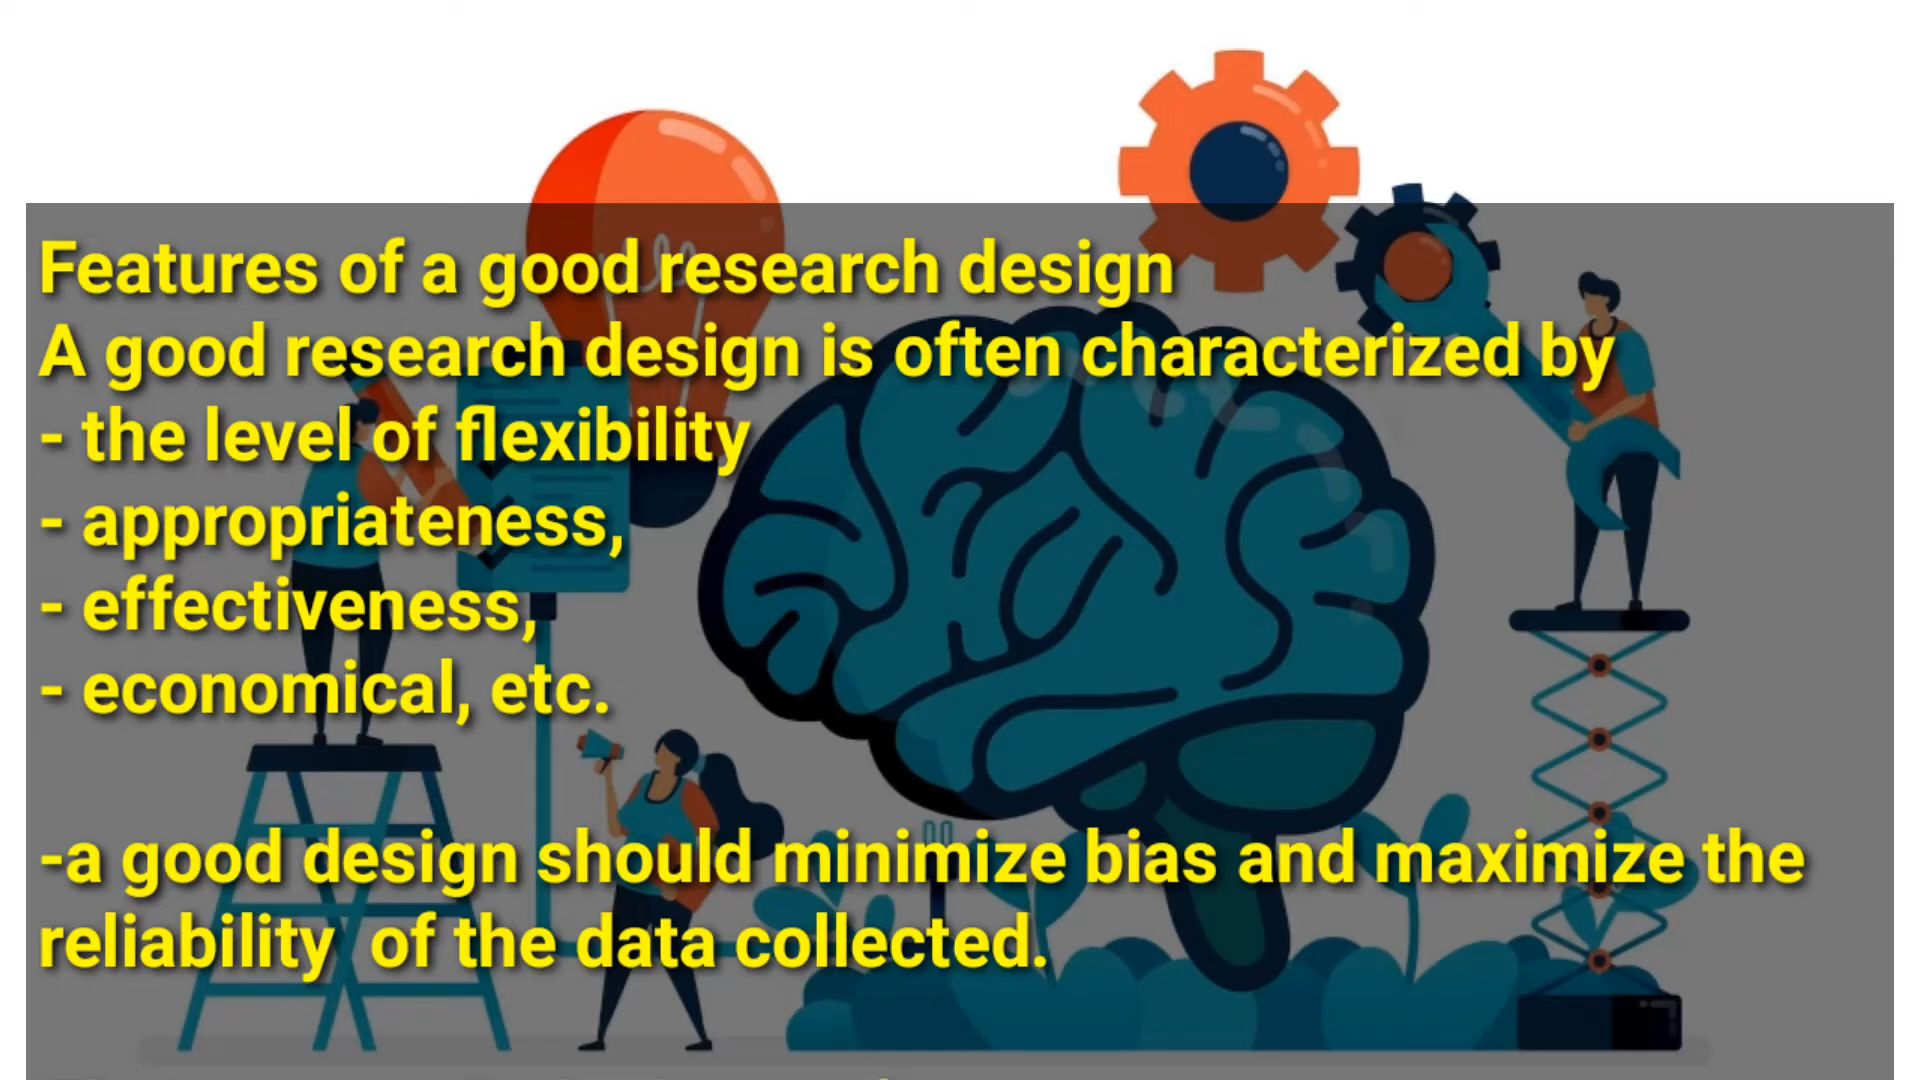 Features of a good research design
A good research design is often characterized by
- the level of flexibility
- appropriateness,
- effectiveness,
- economical, etc.
-a good design should minimize bias and maximize the
reliability  of the data collected.